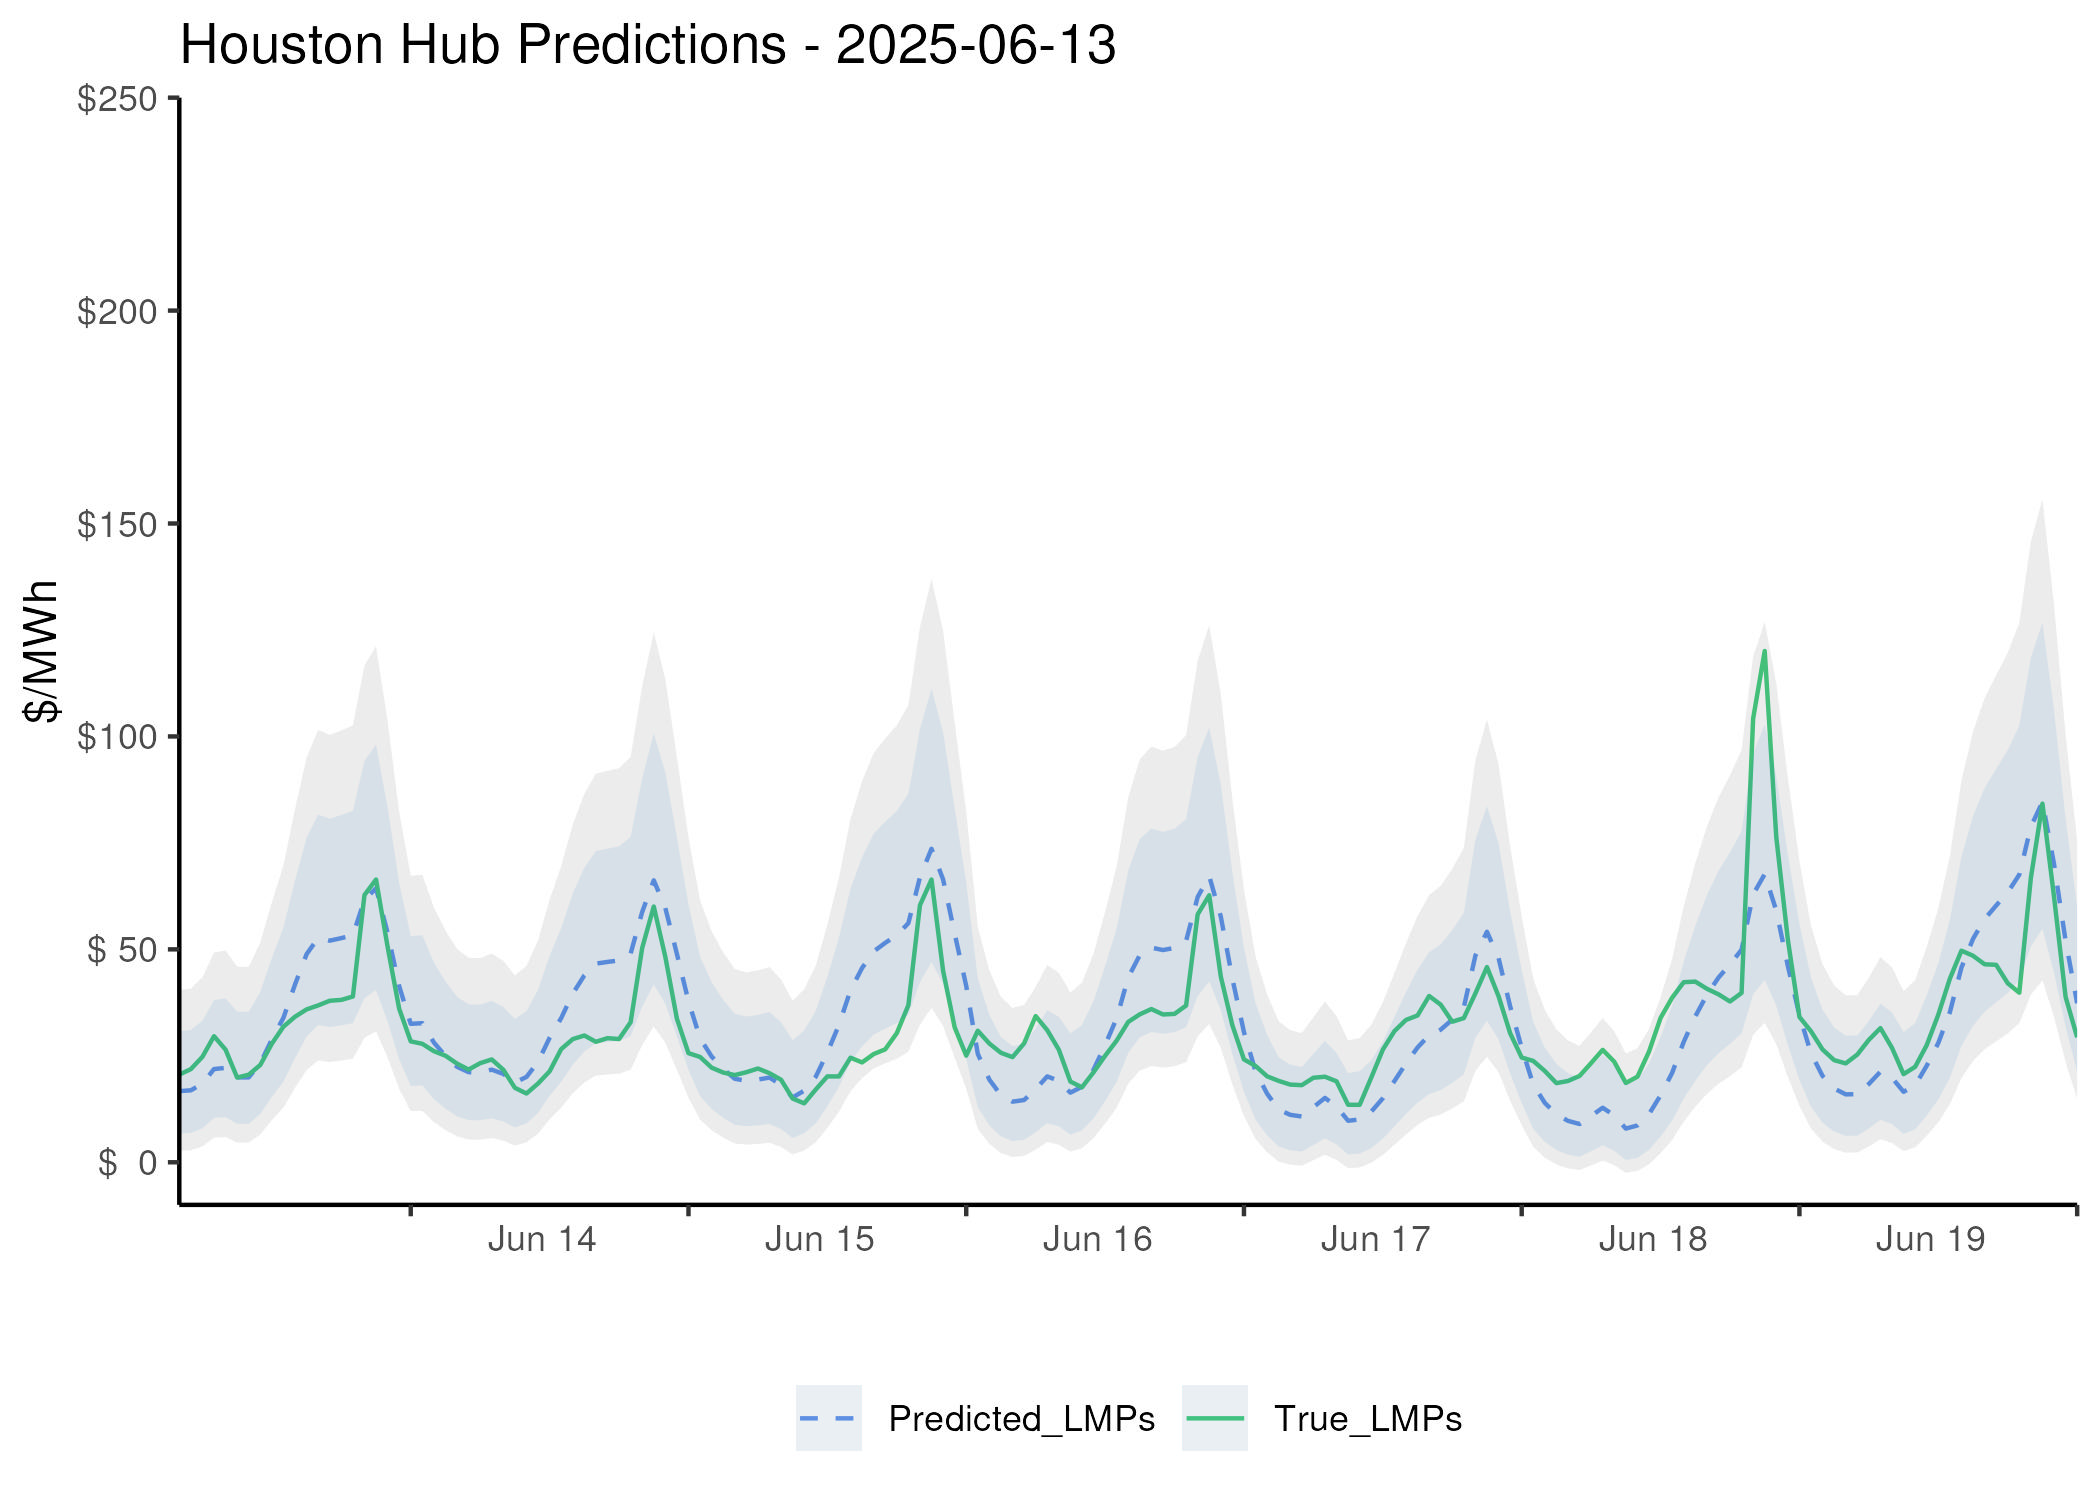 Houston Hub Predictions - 2025-06-13
$250
$200
$150
$100
$ 50
$  0
$/MWh
Jun 14
Jun 15
Jun 16
Jun 17
Jun 18
Jun 19
Predicted_LMPs
True_LMPs